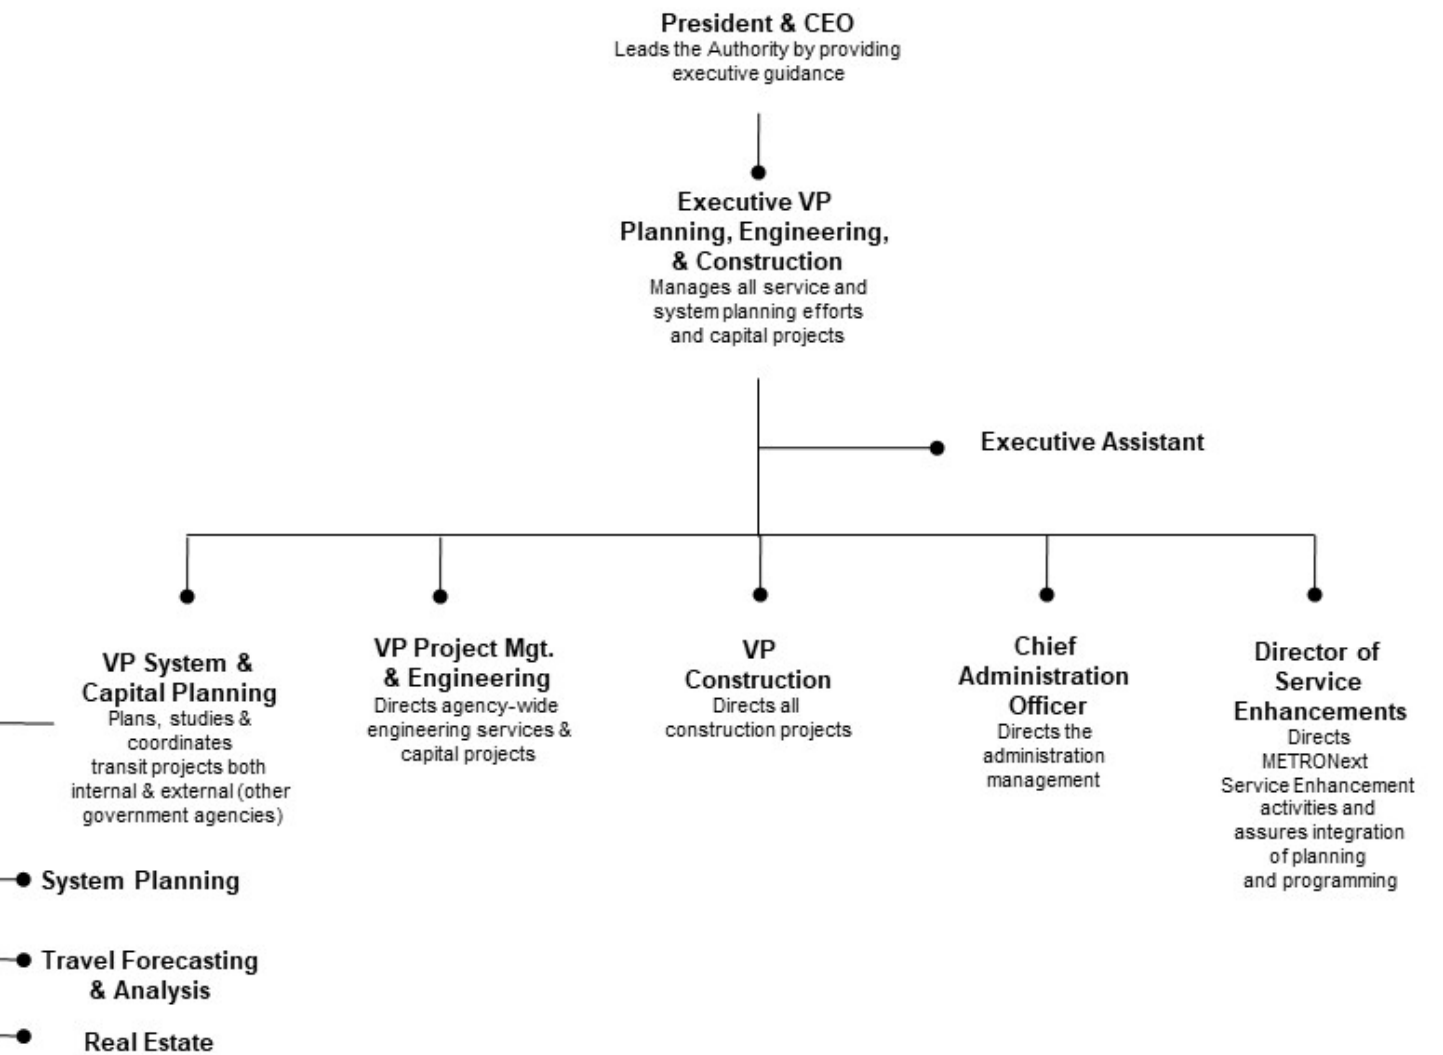 President & CEO
Leads the Authority by providing
executive guidance
Executive VP
Planning, Engineering,
& Construction
Manages all service and
system planning efforts
and capital projects
Executive Assistant
VP System &
Capital Planning
Plans, studies &
coordinates
transit projects both
internal & external (other
government agencies)
VP Project Mgt.
& Engineering
Directs agency-wide
engineering services &
capital projects
VP
Construction
Directs all
construction projects
Chief
Administration
Officer
Directs the
administration
management
Director of
Service
Enhancements
Directs
METRONext
Service Enhancement
activities and
assures integration
of planning
and programming
System Planning
Travel Forecasting
& Analysis
Real Estate